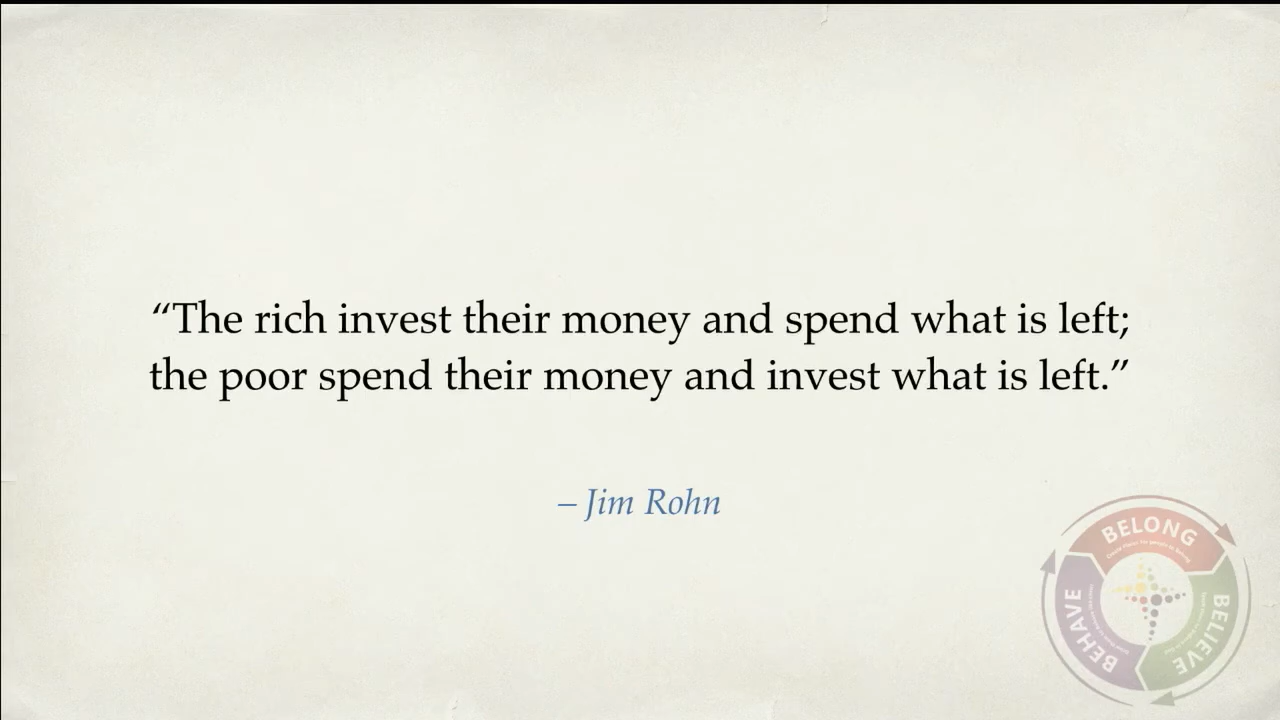 “The rich invest their money and spend what is left;
the poor spend their money and invest what is left.”
– Jim Rohn
BELONG
BELIEVE
BEHAVE